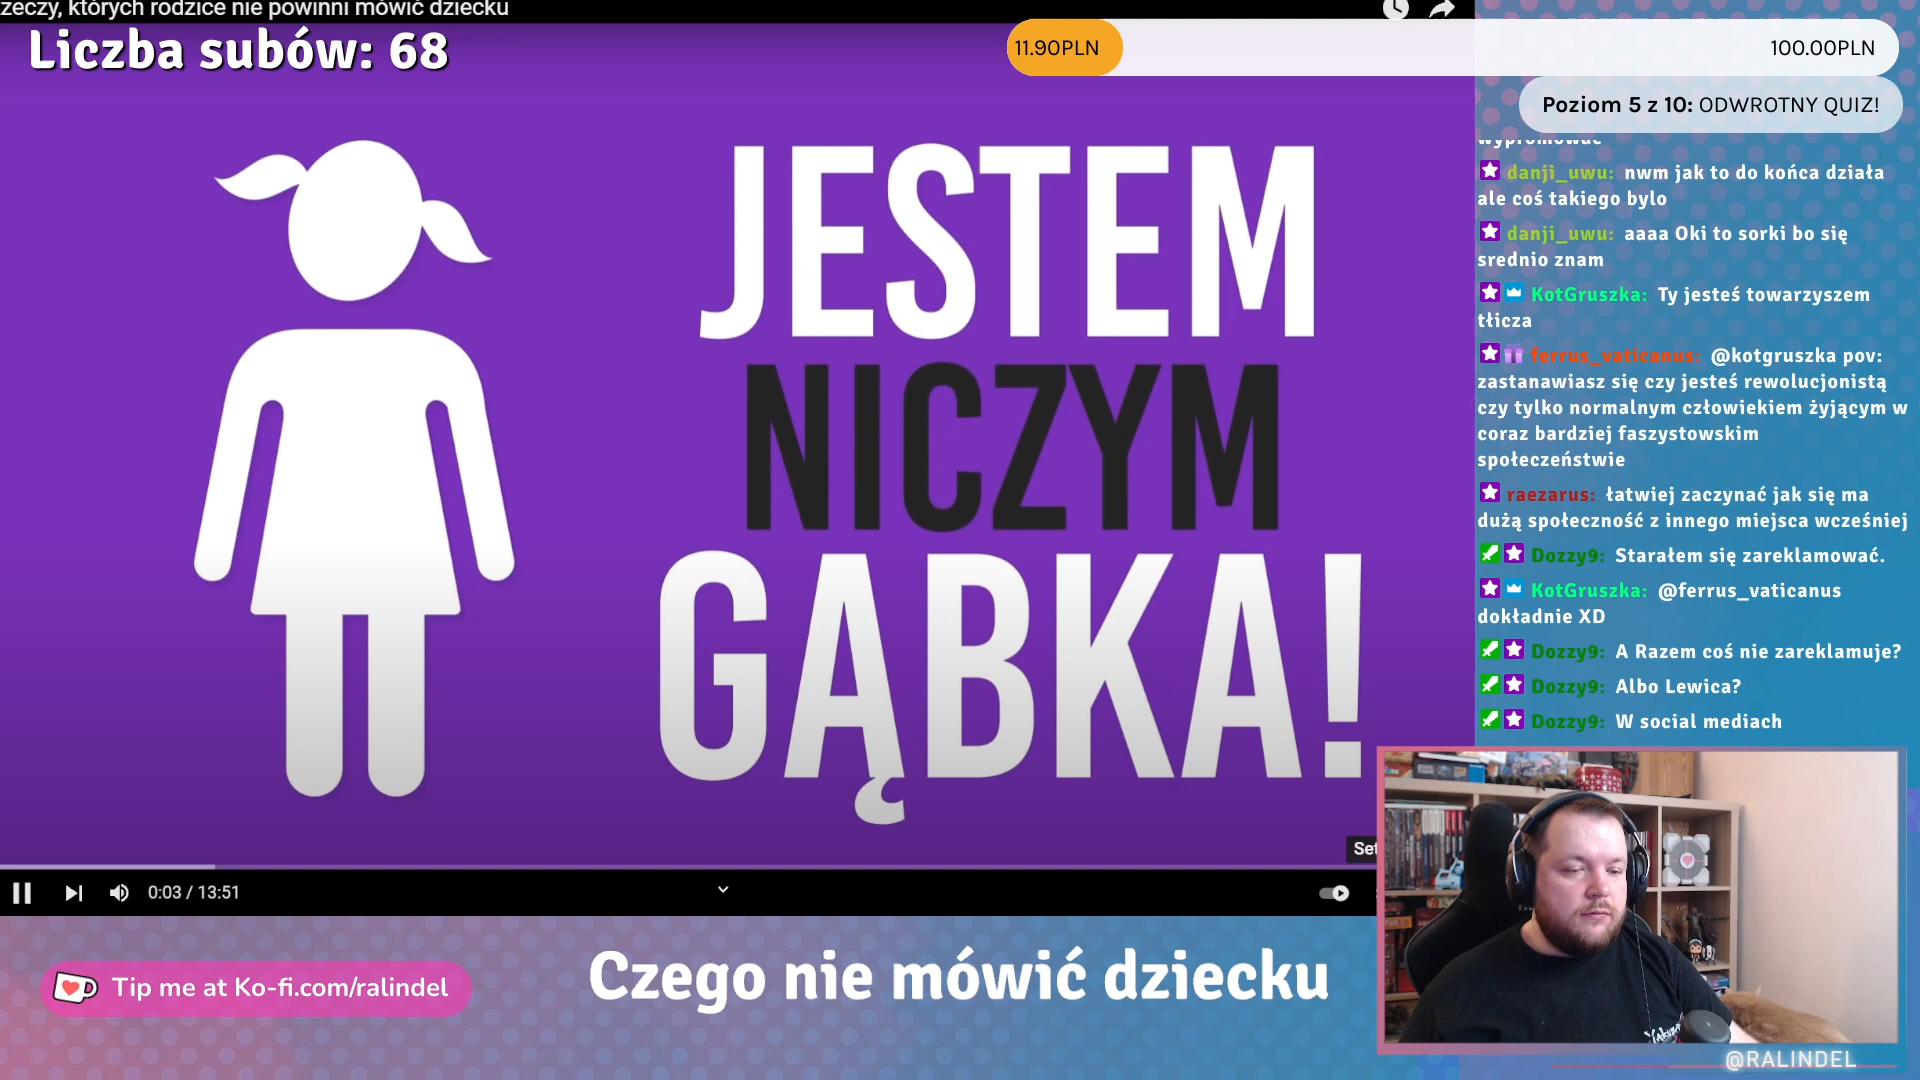 zeczy, których rodzice nie powinni mówić dziecku
Liczba subów: 68
11.90PLN
100.00PLN
Poziom 5 z 10: ODWROTNY QUIZ!
JESTEM
NICZYM
GĄBKA!
wypromować
danji_uwu: nwm jak to do końca działa
ale coś takiego bylo
danji_uwu: aaaa Oki to sorki bo się
srednio znam
KotGruszka: Ty jesteś towarzyszem
tłicza
ferrus_vaticanus: @kotgruszka pov:
zastanawiasz się czy jesteś rewolucjonistą
czy tylko normalnym człowiekiem żyjącym w
coraz bardziej faszystowskim
społeczeństwie
raezarus: łatwiej zaczynać jak się ma
dużą społeczność z innego miejsca wcześniej
Dozzy9: Starałem się zareklamować.
KotGruszka: @ferrus_vaticanus
dokładnie XD
Dozzy9: A Razem coś nie zareklamuje?
Dozzy9: Albo Lewica?
Dozzy9: W social mediach
Set
0:03 / 13:51
Tip me at Ko-fi.com/ralindel
Czego nie mówić dziecku
@RALINDEL